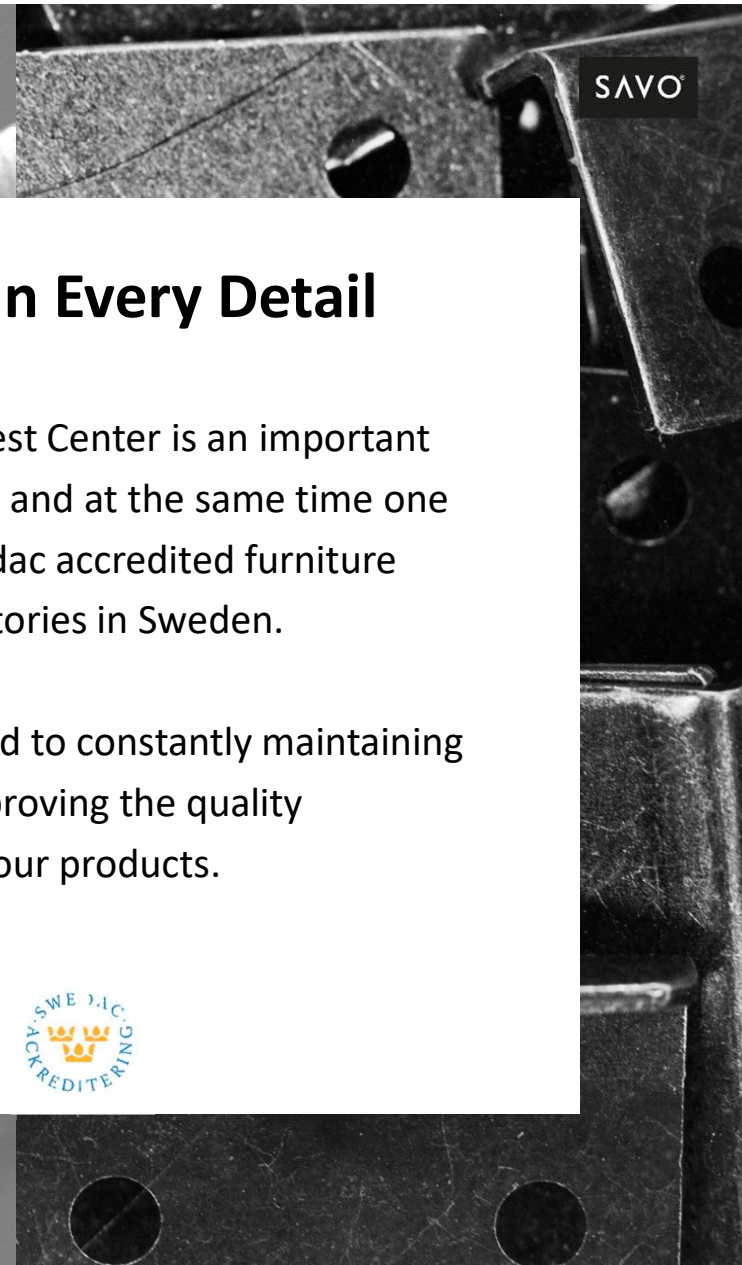 SAVO
n Every Detail
est Center is an important
and at the same time one
dac accredited furniture
tories in Sweden.
d to constantly maintaining
proving the quality
our products.
SWEDAC
ACKREDITERING